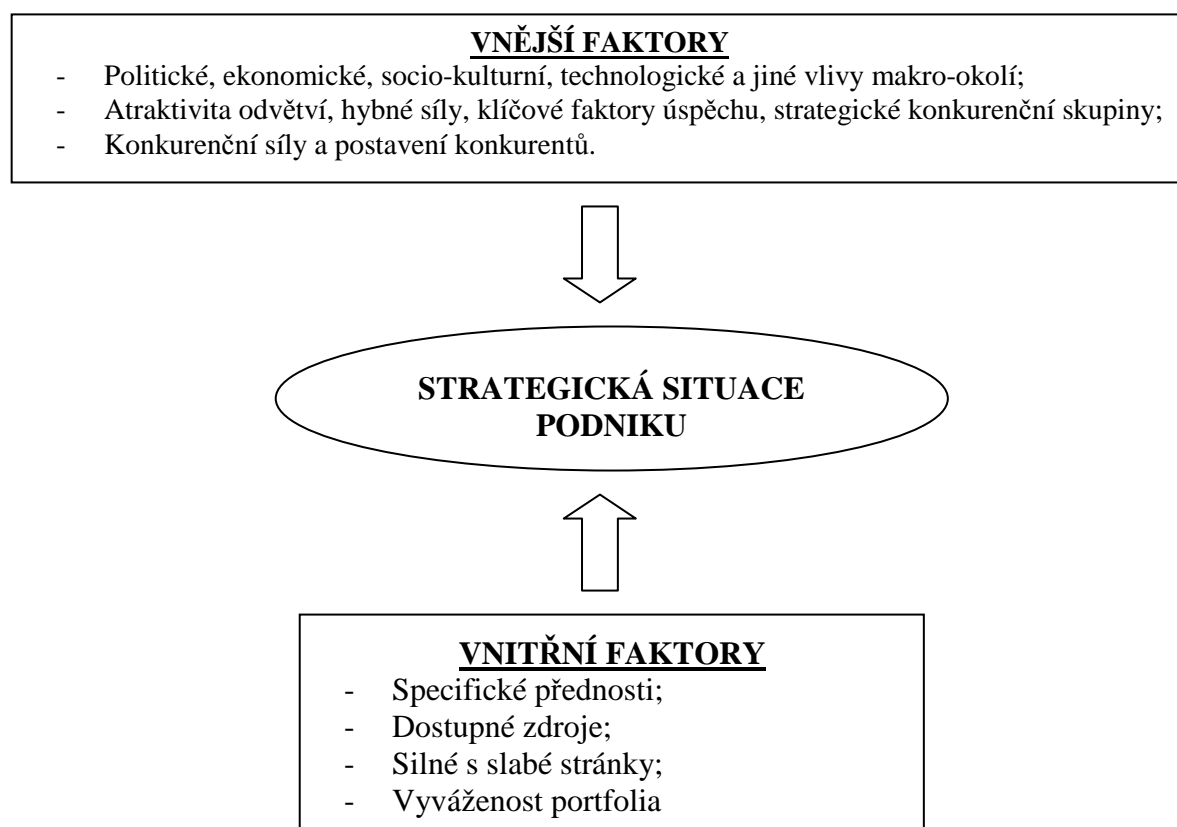 VNĚJŠÍ FAKTORY
- Politické, ekonomické, socio-kulturní, technologické a jiné vlivy makro-okolí;
- Atraktivita odvětví, hybné síly, klíčové faktory úspěchu, strategické konkurenční skupiny;
- Konkurenční síly a postavení konkurentů.
STRATEGICKÁ SITUACE
PODNIKU
VNITŘNÍ FAKTORY
- Specifické přednosti;
- Dostupné zdroje;
- Silné s slabé stránky;
- Vyváženost portfolia